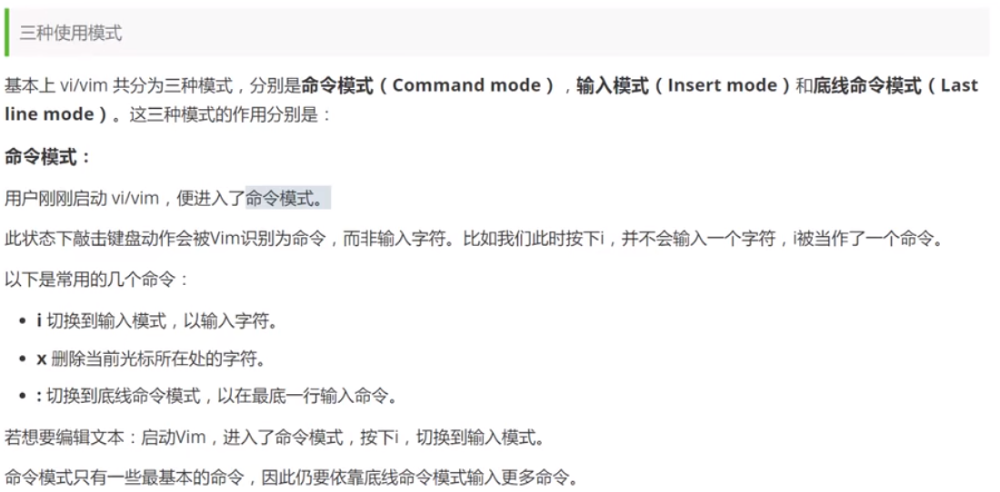 三种使用模式
基本上 vi/vim 共分为三种模式，分别是命令模式（Command mode），输入模式（Insert mode）和底线命令模式（Last
line mode）。这三种模式的作用分别是：
命令模式：
用户刚刚启动 vi/vim，便进入了命令模式。
此状态下敲击键盘动作会被Vim识别为命令，而非输入字符。比如我们此时按下i，并不会输入一个字符，i被当作了一个命令。
以下是常用的几个命令：
• i 切换到输入模式，以输入字符。
• x 删除当前光标所在处的字符。
• : 切换到底线命令模式，以在最底一行输入命令。
若想要编辑文本：启动Vim，进入了命令模式，按下i，切换到输入模式。
命令模式只有一些最基本的命令，因此仍要依靠底线命令模式输入更多命令。